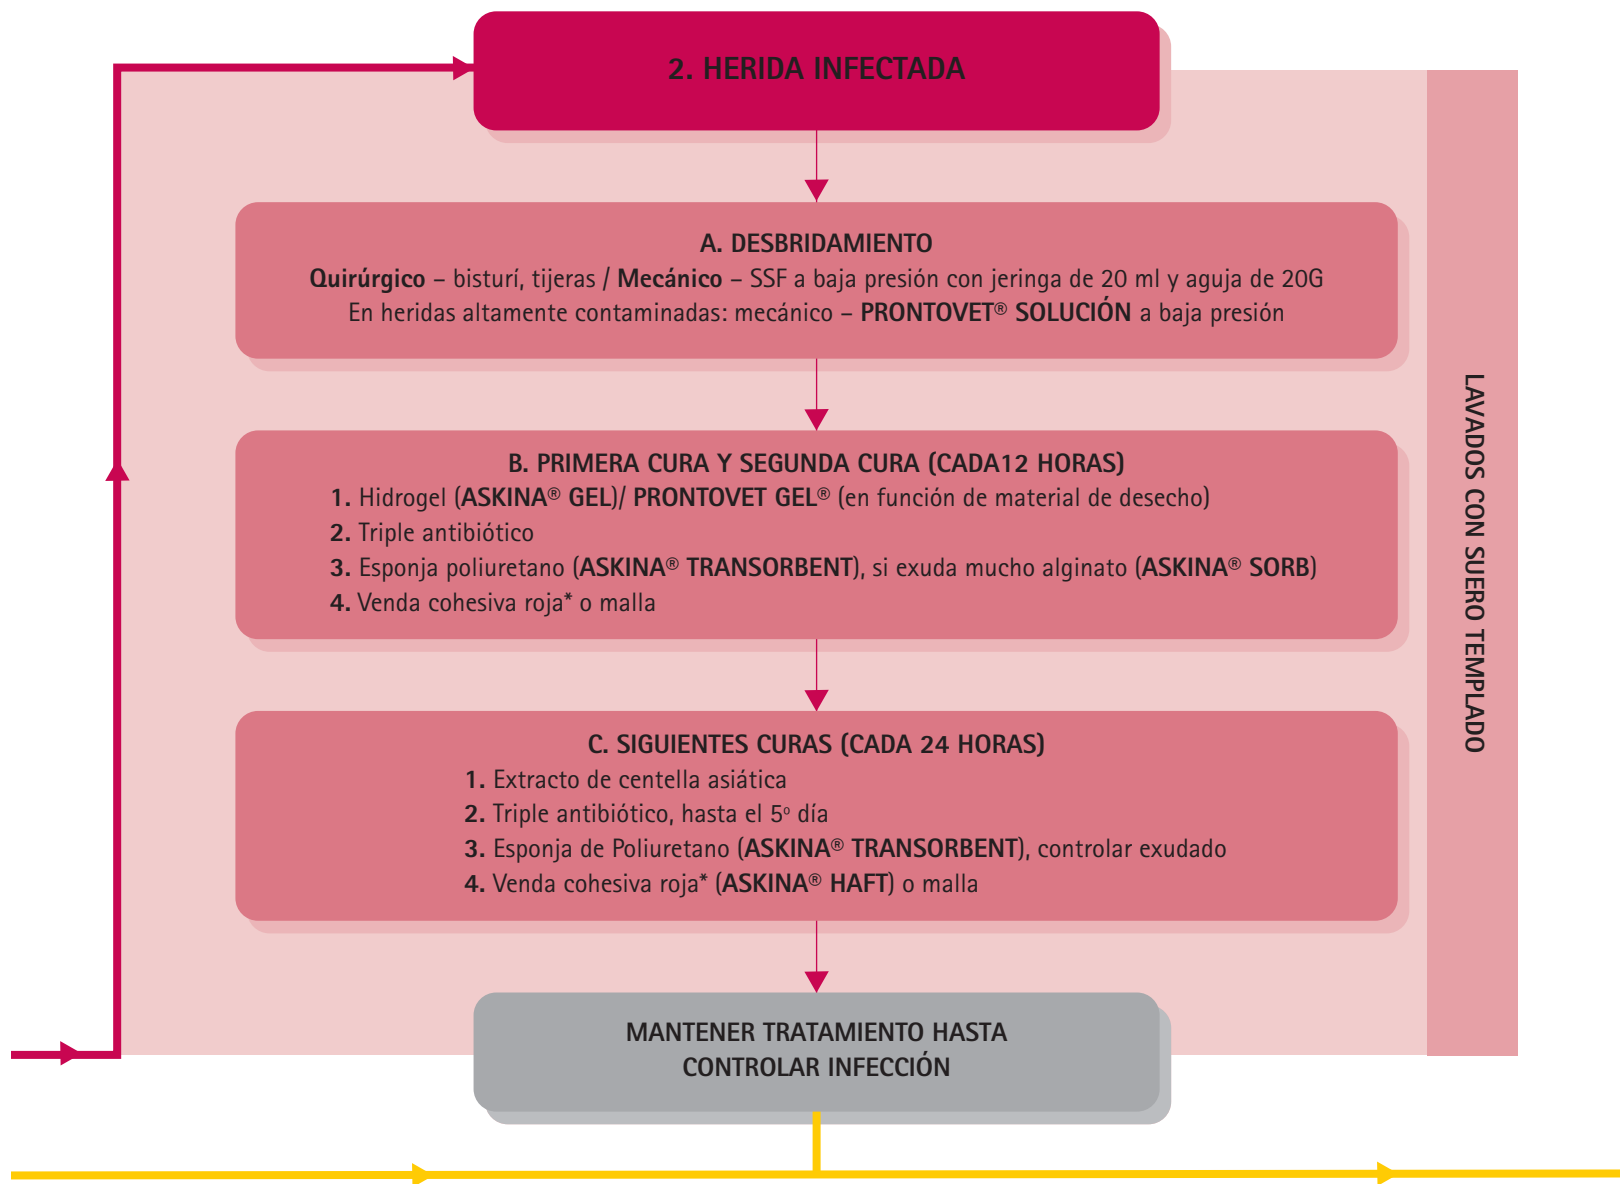 2. HERIDA INFECTADA
A. DESBRIDAMIENTO
Quirúrgico – bisturí, tijeras / Mecánico – SSF a baja presión con jeringa de 20 ml y aguja de 20G
En heridas altamente contaminadas: mecánico – PRONTOVET® SOLUCIÓN a baja presión
B. PRIMERA CURA Y SEGUNDA CURA (CADA12 HORAS)
1. Hidrogel (ASKINA® GEL)/ PRONTOVET GEL® (en función de material de desecho)
2. Triple antibiótico
3. Esponja poliuretano (ASKINA® TRANSORBENT), si exuda mucho alginato (ASKINA® SORB)
4. Venda cohesiva roja* o malla
C. SIGUIENTES CURAS (CADA 24 HORAS)
1. Extracto de centella asiática
2. Triple antibiótico, hasta el 5º día
3. Esponja de Poliuretano (ASKINA® TRANSORBENT), controlar exudado
4. Venda cohesiva roja* (ASKINA® HAFT) o malla
MANTENER TRATAMIENTO HASTA
CONTROLAR INFECCIÓN
LAVADOS CON SUERO TEMPLADO